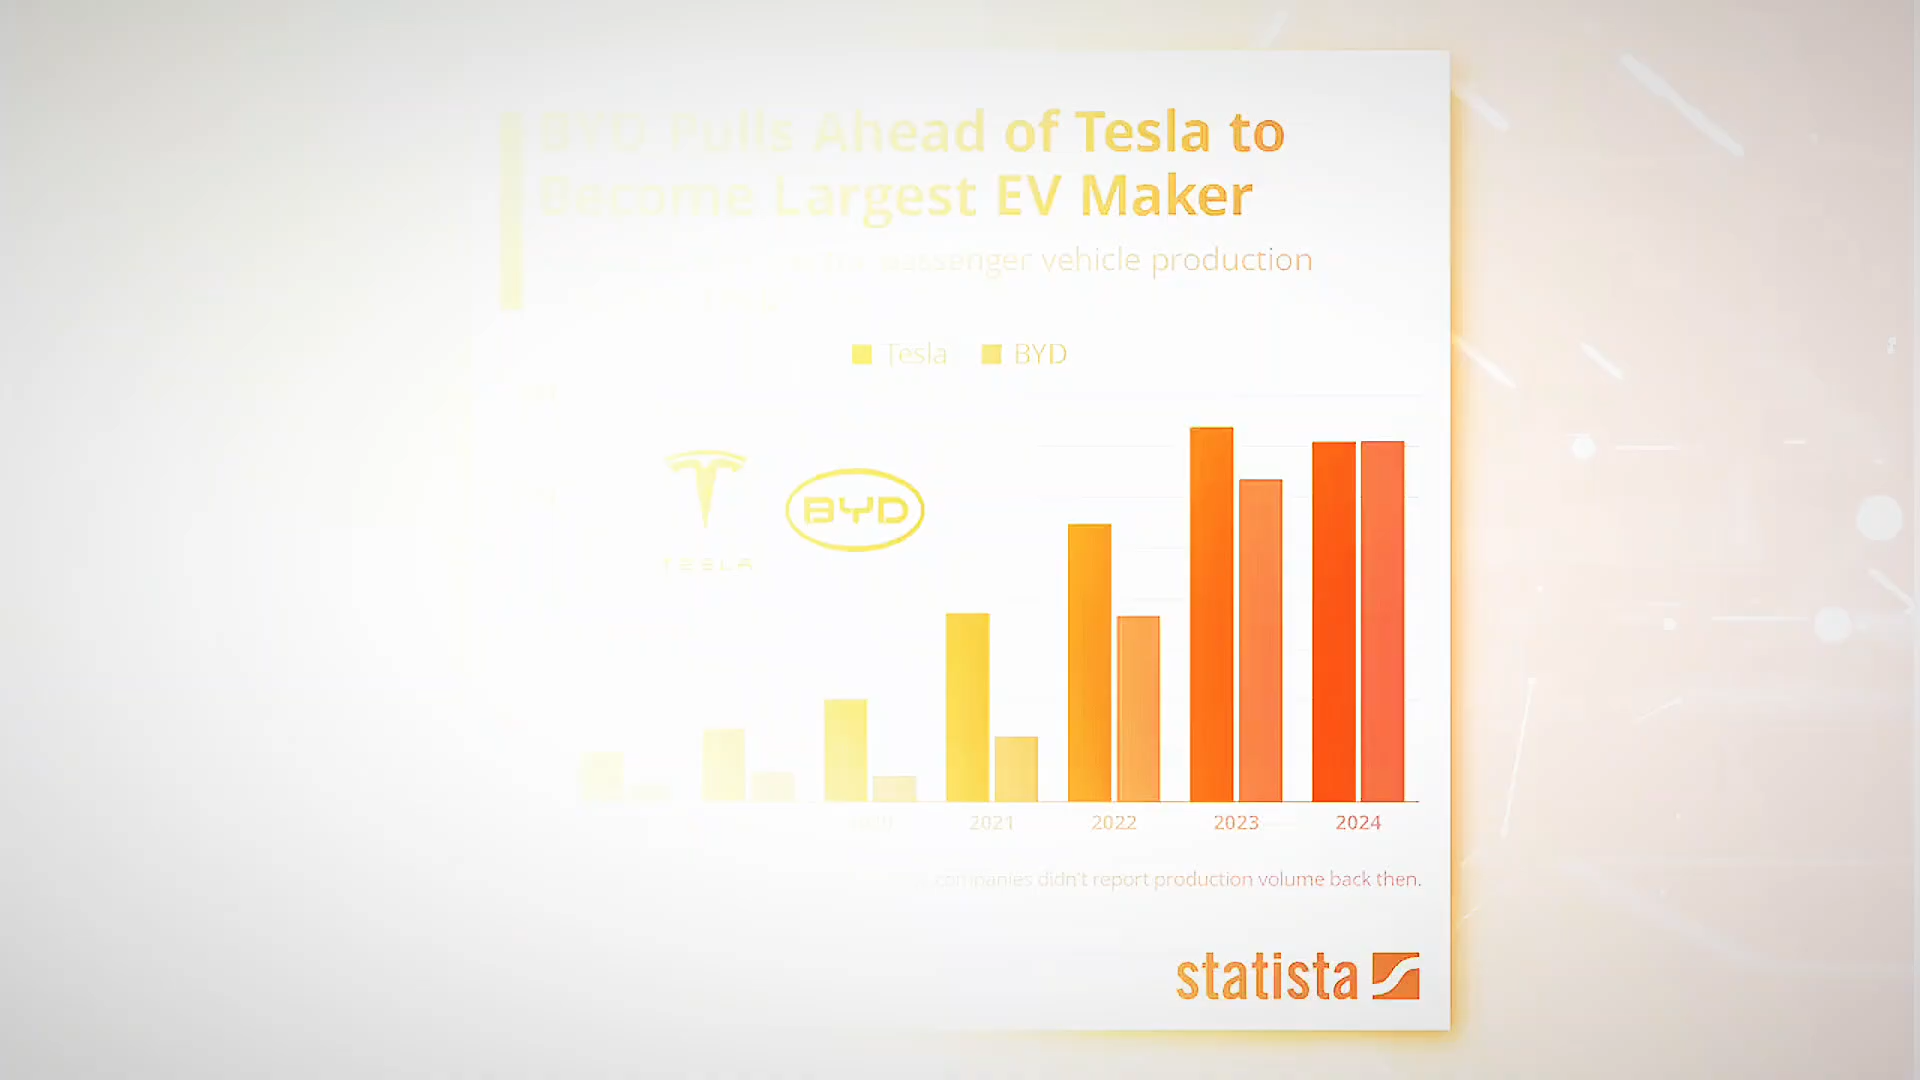 BYD Pulls Ahead of Tesla to
Become Largest EV Maker
passenger vehicle production
Tesla BYD
TESLA
BYD
2021 2022 2023 2024
companies didn't report production volume back then.
statista